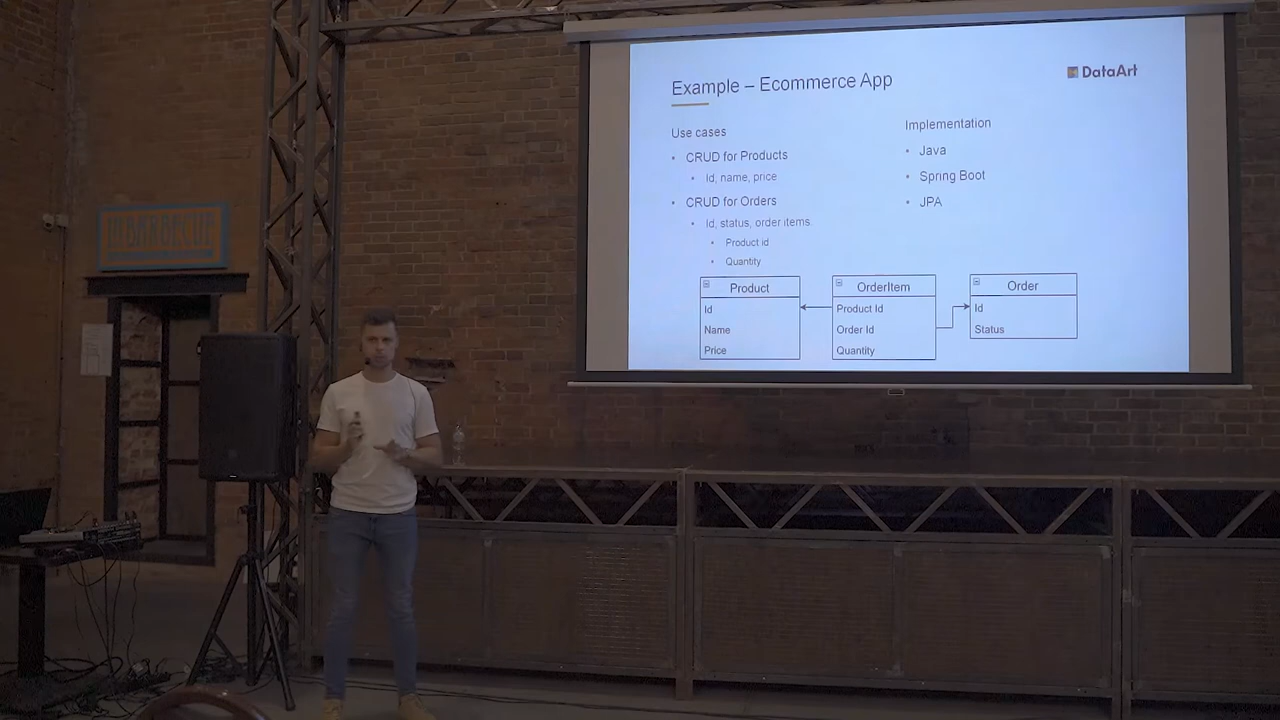 Example – Ecommerce App
DataArt
Use cases
• CRUD for Products
• Id, name, price
• CRUD for Orders
• Id, status, order items
• Product id
• Quantity
Implementation
• Java
• Spring Boot
• JPA
Product
Id
Name
Price
OrderItem
Product Id
Order Id
Quantity
Order
Id
Status
BARBECUE